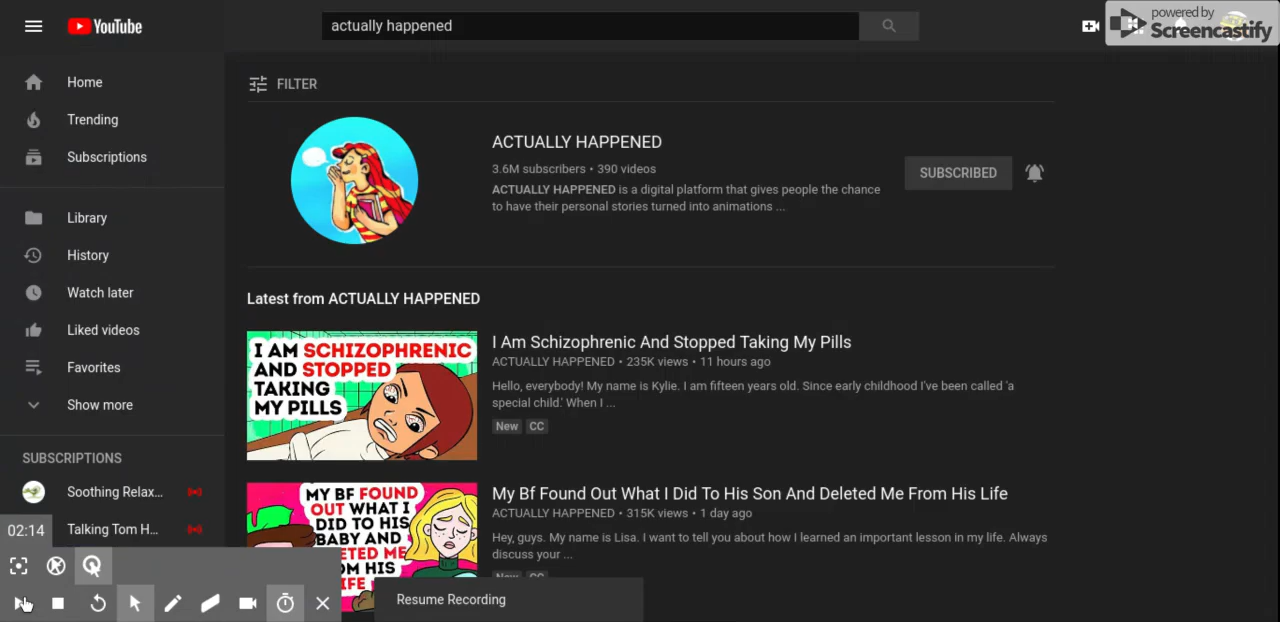 YouTube
actually happened
powered by
Screencastify
Home
Trending
Subscriptions
Library
History
Watch later
Liked videos
Favorites
Show more
SUBSCRIPTIONS
Soothing Relax...
Talking Tom H...
02:14
FILTER
ACTUALLY HAPPENED
3.6M subscribers • 390 videos
ACTUALLY HAPPENED is a digital platform that gives people the chance
to have their personal stories turned into animations ...
SUBSCRIBED
Latest from ACTUALLY HAPPENED
I AM SCHIZOPHRENIC
AND STOPPED
TAKING
MY PILLS
I Am Schizophrenic And Stopped Taking My Pills
ACTUALLY HAPPENED • 235K views • 11 hours ago
Hello, everybody! My name is Kylie. I am fifteen years old. Since early childhood I've been called 'a
special child.' When I ...
New CC
MY BF FOUND
OUT WHAT I
DID TO HIS
BABY AND
ETED ME
OM HIS
IFE
My Bf Found Out What I Did To His Son And Deleted Me From His Life
ACTUALLY HAPPENED • 315K views • 1 day ago
Hey, guys. My name is Lisa. I want to tell you about how I learned an important lesson in my life. Always
discuss your ...
New CC
Resume Recording